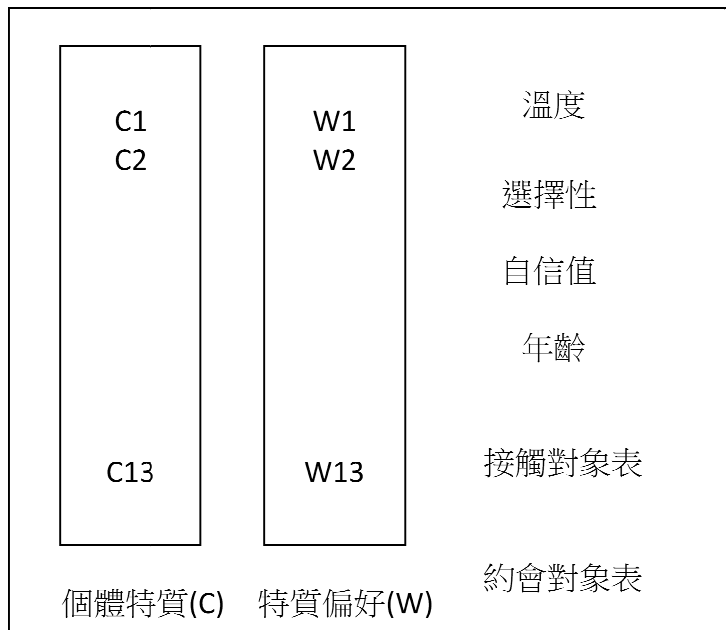 C1
C2
C13
個體特質(C)
W1
W2
W13
特質偏好(W)
溫度
選擇性
自信值
年齡
接觸對象表
約會對象表